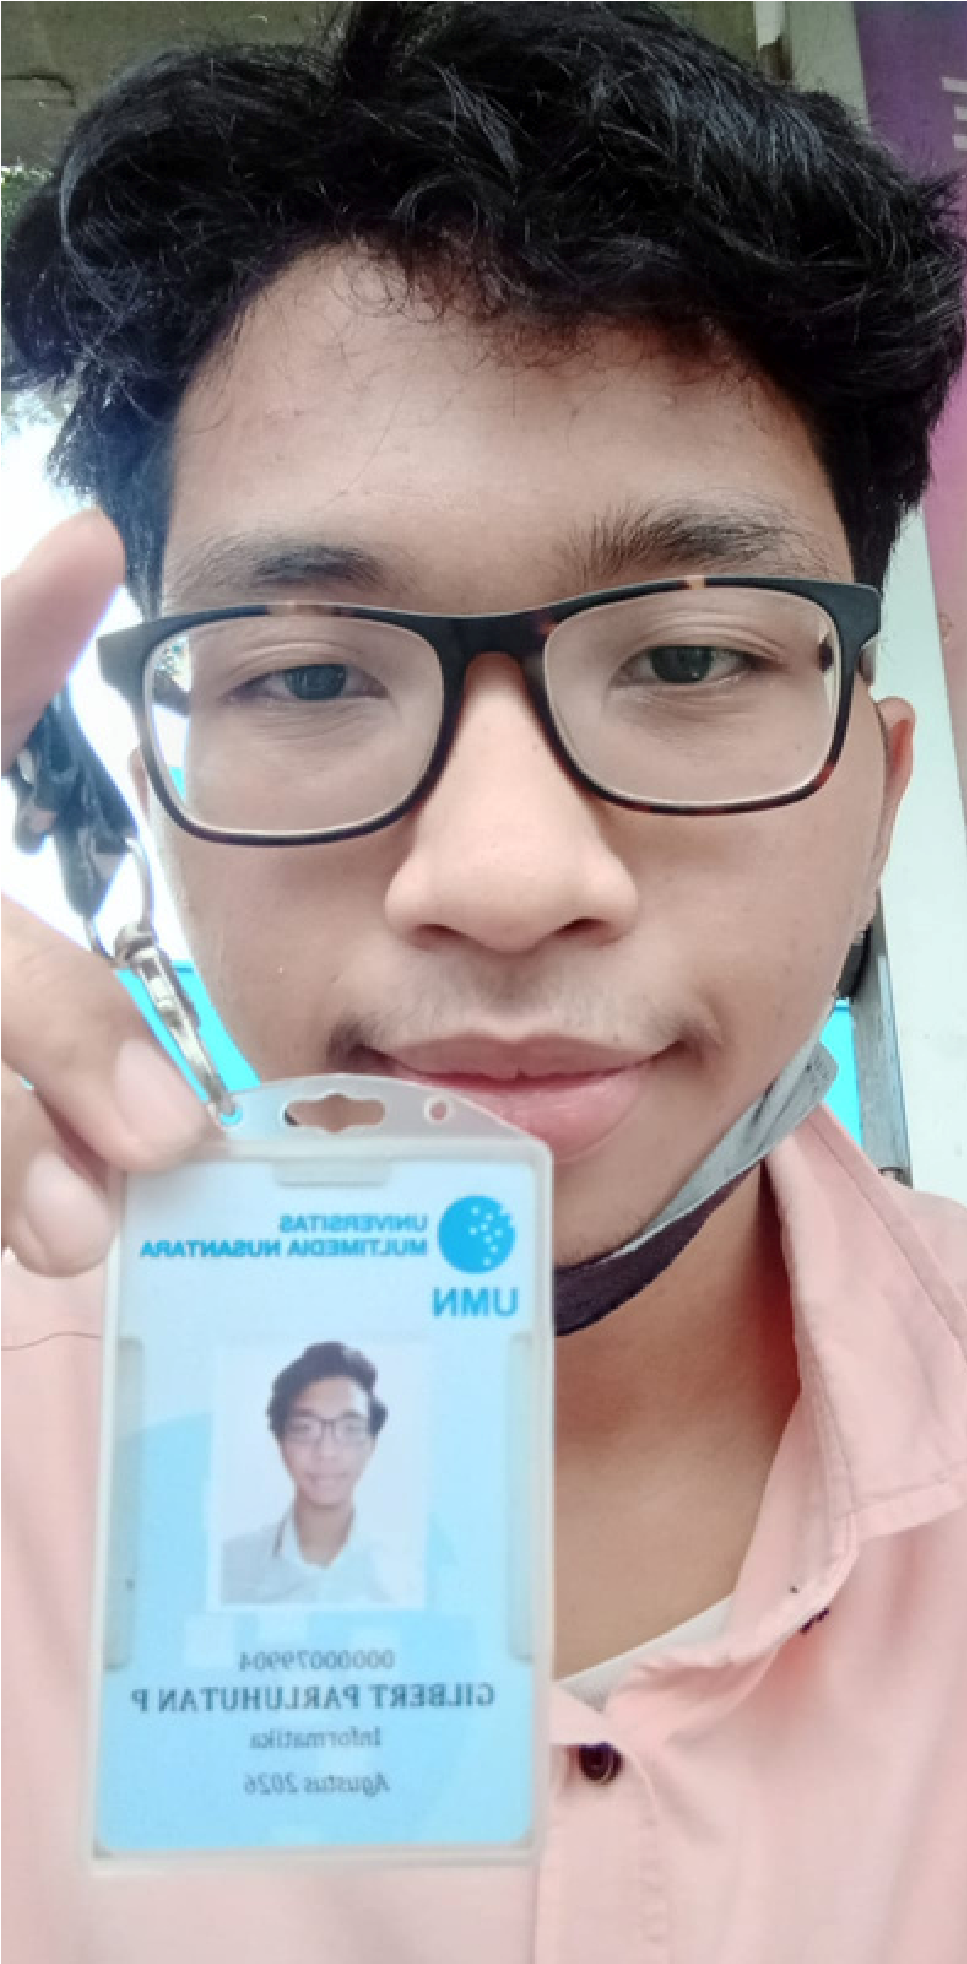 UNIVERSITAS
MULTIMEDIA NUSANTARA
UMN
00000079904
GILBERT PARLUHUTAN P
Informatika
Agustus 2026